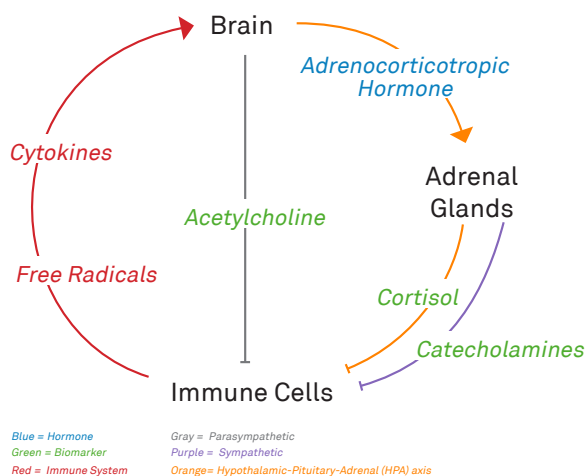 Brain
Adrenocorticotropic
Hormone
Cytokines
Adrenal
Glands
Acetylcholine
Free Radicals
Cortisol
Catecholamines
Immune Cells
Blue = Hormone
Green = Biomarker
Red = Immune System
Gray = Parasympathetic
Purple = Sympathetic
Orange= Hypothalamic-Pituitary-Adrenal (HPA) axis